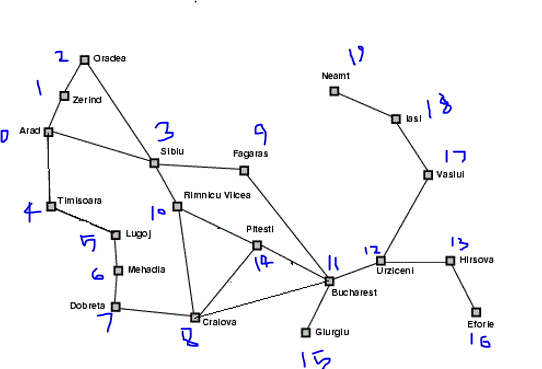 19
2 Oradea
Neamt
1
Zerind
Iasi 18
0 Arad
3
9
Sibiu
Fagaras
17
Vaslui
Timisoara
4
Rimnicu Vilcea
10
Lugoj
5
Pitesti
14
12
13
Urziceni
Hirsova
6 Mehadia
11
Bucharest
Dobreta
7
Craiova
8
Giurgiu
15
Eforie
16